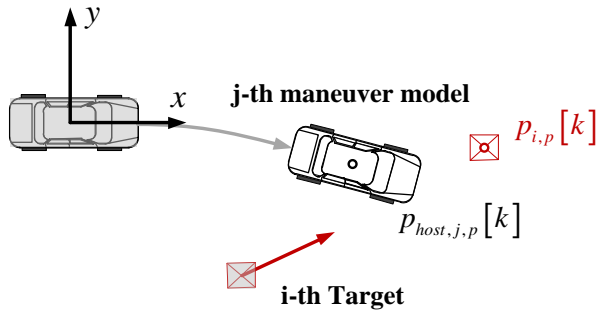 y
x
j-th maneuver model
p_{i,p}[k]
p_{host,j,p}[k]
i-th Target